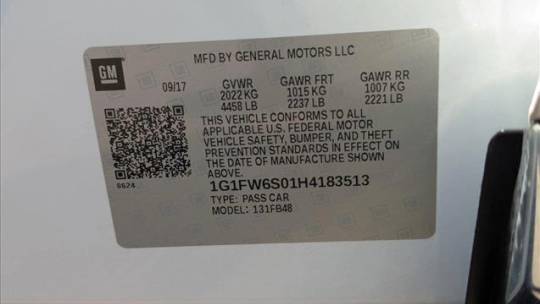 GM
MFD BY GENERAL MOTORS LLC
09/17 GVWR GAWR FRT GAWR RR
2022 KG 1015 KG 1007 KG
4458 LB 2237 LB 2221 LB
THIS VEHICLE CONFORMS TO ALL
APPLICABLE U.S. FEDERAL MOTOR
VEHICLE SAFETY, BUMPER, AND THEFT
PREVENTION STANDARDS IN EFFECT ON
THE DATE OF MANUFACTURE SHOWN
ABOVE.
0624
1G1FW6S01H4183513
TYPE: PASS CAR
MODEL: 131FB48